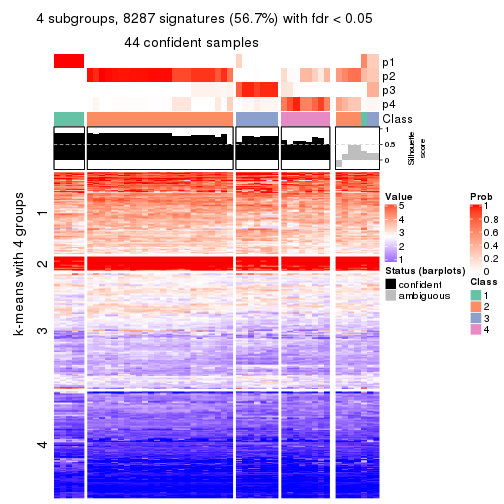 4 subgroups, 8287 signatures (56.7%) with fdr < 0.05
44 confident samples
p1
p2
p3
p4
Class
1
0.5
0
Silhouette
score
k-means with 4 groups
1
2
3
4
Value
5
4
3
2
1
Status (barplots)
confident
ambiguous
Prob
1
0.8
0.6
0.4
0.2
0
Class
1
2
3
4